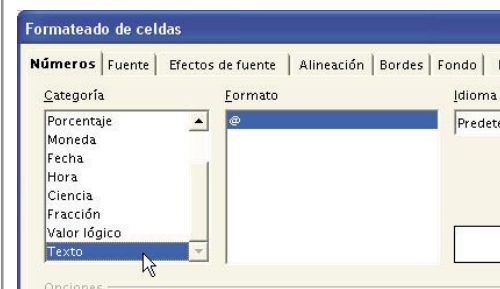 Formateado de celdas
Números Fuente Efectos de fuente Alineación Bordes Fondo
Categoría Formato Idioma
Porcentaje @
Moneda
Fecha
Hora
Ciencia
Fracción
Valor lógico
Texto
Opciones